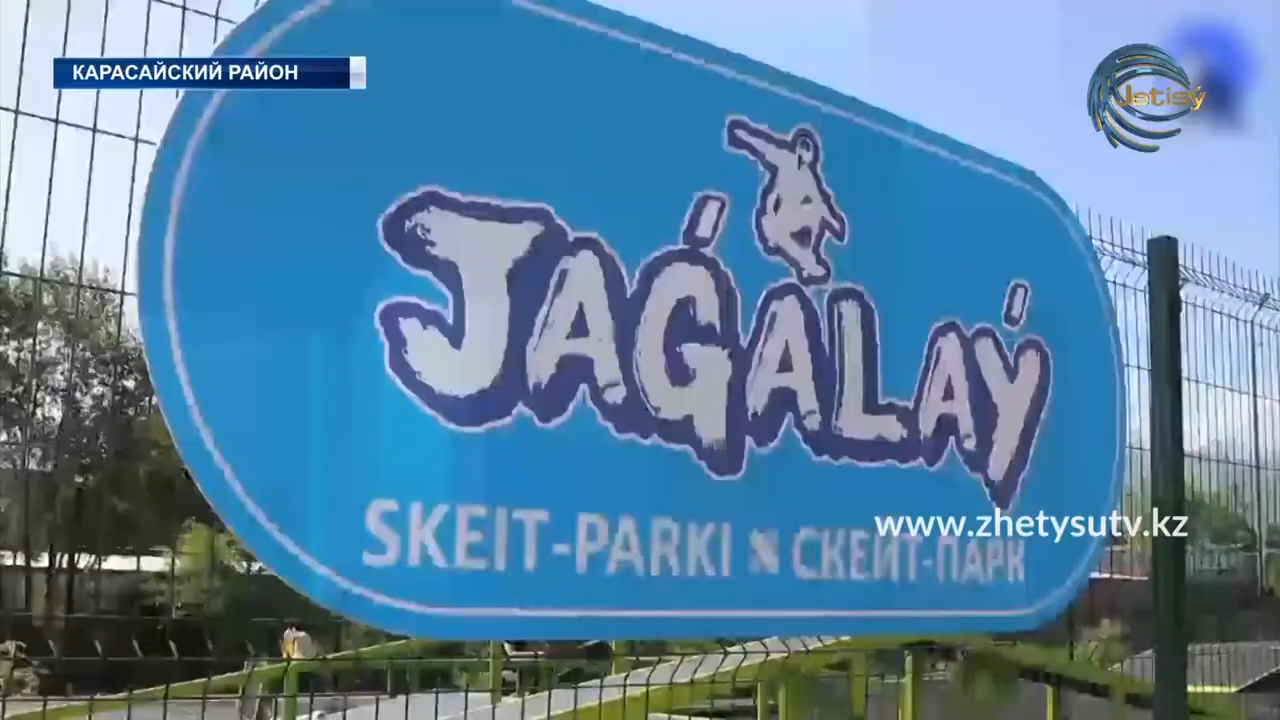 КАРАСАЙСКИЙ РАЙОН
Jetisý
JAǴALAÝ
SKEIT-PARKI СКЕЙТ-ПАРК
www.zhetysutv.kz